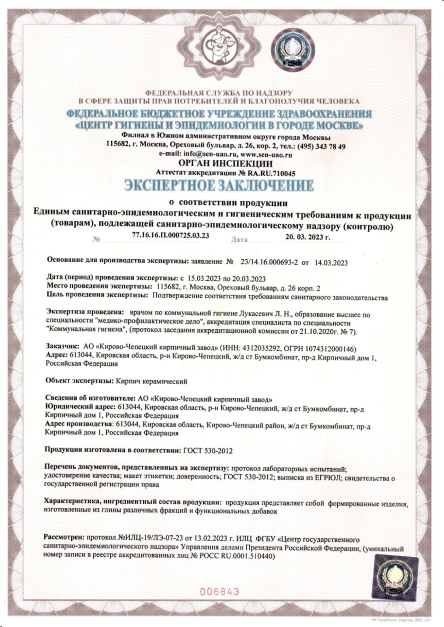 ФЕДЕРАЛЬНАЯ СЛУЖБА ПО НАДЗОРУ
В СФЕРЕ ЗАЩИТЫ ПРАВ ПОТРЕБИТЕЛЕЙ И БЛАГОПОЛУЧИЯ ЧЕЛОВЕКА
ФЕДЕРАЛЬНОЕ БЮДЖЕТНОЕ УЧРЕЖДЕНИЕ ЗДРАВООХРАНЕНИЯ
«ЦЕНТР ГИГИЕНЫ И ЭПИДЕМИОЛОГИИ В ГОРОДЕ МОСКВЕ»
Филиал в Южном административном округе города Москвы
115682, г. Москва, Ореховый бульвар, д. 26, кор. 2, тел.: (495) 343 78 49
e-mail: info@sen-uao.ru, www.sen-uao.ru
ОРГАН ИНСПЕКЦИИ
Аттестат аккредитации № RA.RU.710045
ЭКСПЕРТНОЕ ЗАКЛЮЧЕНИЕ
о соответствии продукции
Единым санитарно-эпидемиологическим и гигиеническим требованиям к продукции
(товарам), подлежащей санитарно-эпидемиологическому надзору (контролю)
№ 77.16.16.П.000725.03.23 Дата 20. 03. 2023 г.
Основание для производства экспертизы: заявление № 23/14.16.000693-2 от 14.03.2023
Дата (период) проведения экспертизы: с 15.03.2023 по 20.03.2023
Место проведения экспертизы: 115682, г. Москва, Ореховый бульвар, д. 26 корп. 2
Цель проведения экспертизы: Подтверждение соответствия требованиям санитарного законодательства
Экспертиза проведена: врачом по коммунальной гигиене Лукасевич Л. Н., образование высшее по
специальности "медико-профилактическое дело", аккредитация специалиста по специальности
"Коммунальная гигиена", (протокол заседания аккредитационной комиссии от 21.10.2020г. № 7)
Заказчик: АО «Кирово-Чепецкий кирпичный завод» (ИНН: 4312035292, ОГРН 1074312000146)
Адрес: 613044, Кировская область, р-н Кирово-Чепецкий, ж/д ст Бумкомбинат, пр-д Кирпичный дом 1,
Российская Федерация
Объект экспертизы: Кирпич керамический
Сведения об изготовителе: АО «Кирово-Чепецкий кирпичный завод»
Юридический адрес: 613044, Кировская область, р-н Кирово-Чепецкий, ж/д ст Бумкомбинат, пр-д
Кирпичный дом 1, Российская Федерация
Адрес производства: 613044, Кировская область, Кирово-Чепецкий район, ж/д ст Бумкомбинат, пр-д
Кирпичный дом 1, Российская Федерация
Продукция изготовлена в соответствии: ГОСТ 530-2012
Перечень документов, представленных на экспертизу: протокол лабораторных испытаний;
удостоверение качества; макет этикетки; доверенность; ГОСТ 530-2012; выписка из ЕГРЮЛ; свидетельства о
государственной регистрации права
Характеристика, ингредиентный состав продукции: продукция представляет собой формированные изделия,
изготовленные из глины различных фракций и функциональных добавок
Рассмотрен: протокол №ИЛЦ-19/ЛЭ-07-23 от 13.02.2023 г. ИЛЦ ФГБУ «Центр государственного
санитарно-эпидемиологического надзора» Управления делами Президента Российской Федерации, (уникальный
номер записи в реестре аккредитованных лиц № РОСС RU.0001.510440)
006843